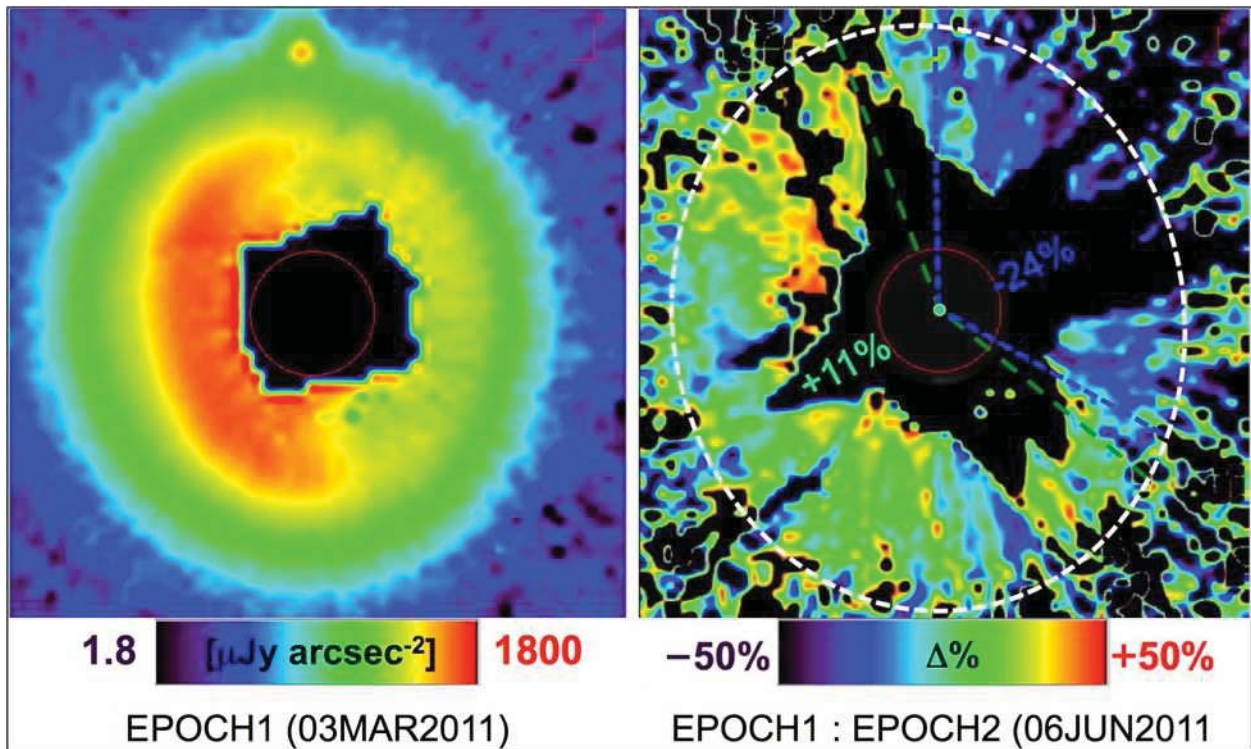 -24%
+11%
1.8 [μJy arcsec-2] 1800
−50% Δ% +50%
EPOCH1 (03MAR2011)
EPOCH1 : EPOCH2 (06JUN2011